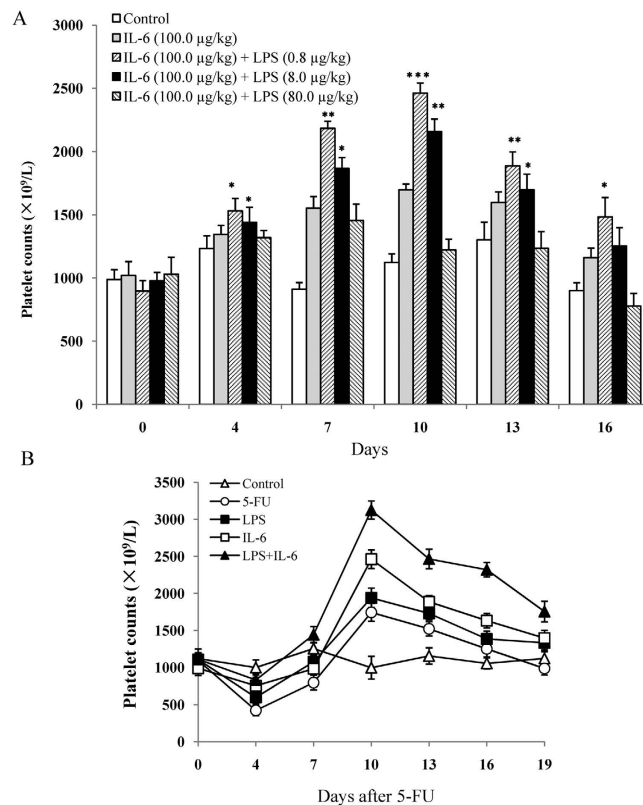 A
Control
IL-6 (100.0 µg/kg)
IL-6 (100.0 µg/kg) + LPS (0.8 µg/kg)
IL-6 (100.0 µg/kg) + LPS (8.0 µg/kg)
IL-6 (100.0 µg/kg) + LPS (80.0 µg/kg)
Platelet counts (×10⁹/L)
3000
2500
2000
1500
1000
500
0
* *
** *
*** **
** *
*
0 4 7 10 13 16
Days
B
Control
5-FU
LPS
IL-6
LPS+IL-6
Platelet counts (×10⁹/L)
3500
3000
2500
2000
1500
1000
500
0
0 4 7 10 13 16 19
Days after 5-FU